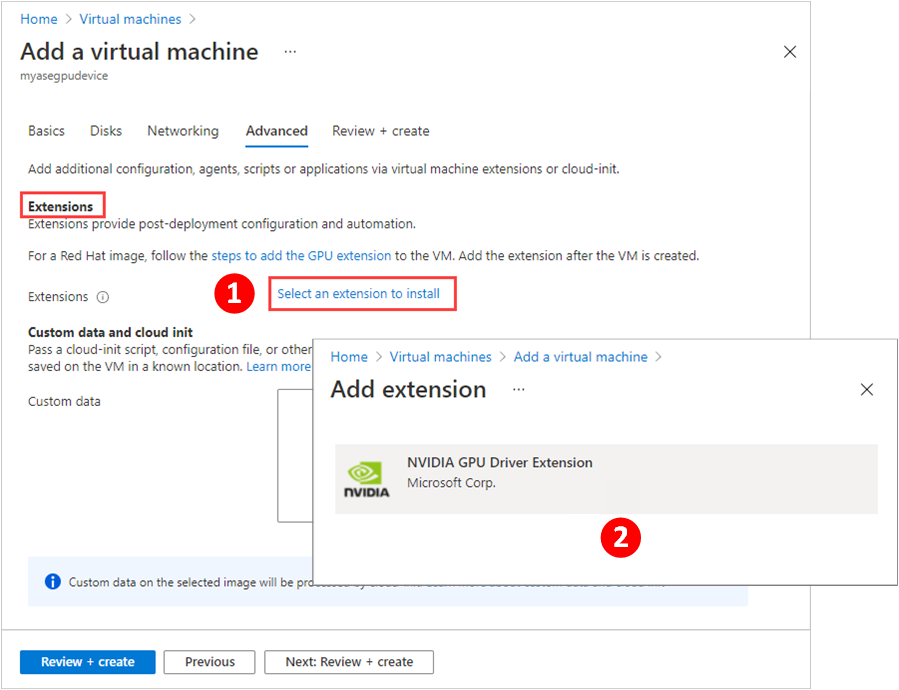 Home > Virtual machines >
Add a virtual machine ...
myasegpudevice
Basics Disks Networking Advanced Review + create
Add additional configuration, agents, scripts or applications via virtual machine extensions or cloud-init.
Extensions
Extensions provide post-deployment configuration and automation.
For a Red Hat image, follow the steps to add the GPU extension to the VM. Add the extension after the VM is created.
Extensions
1
Select an extension to install
Custom data and cloud init
Pass a cloud-init script, configuration file, or other
saved on the VM in a known location. Learn more
Custom data
Home > Virtual machines > Add a virtual machine >
Add extension ...
NVIDIA
NVIDIA GPU Driver Extension
Microsoft Corp.
2
Custom data on the selected image will be
Review + create Previous Next: Review + create